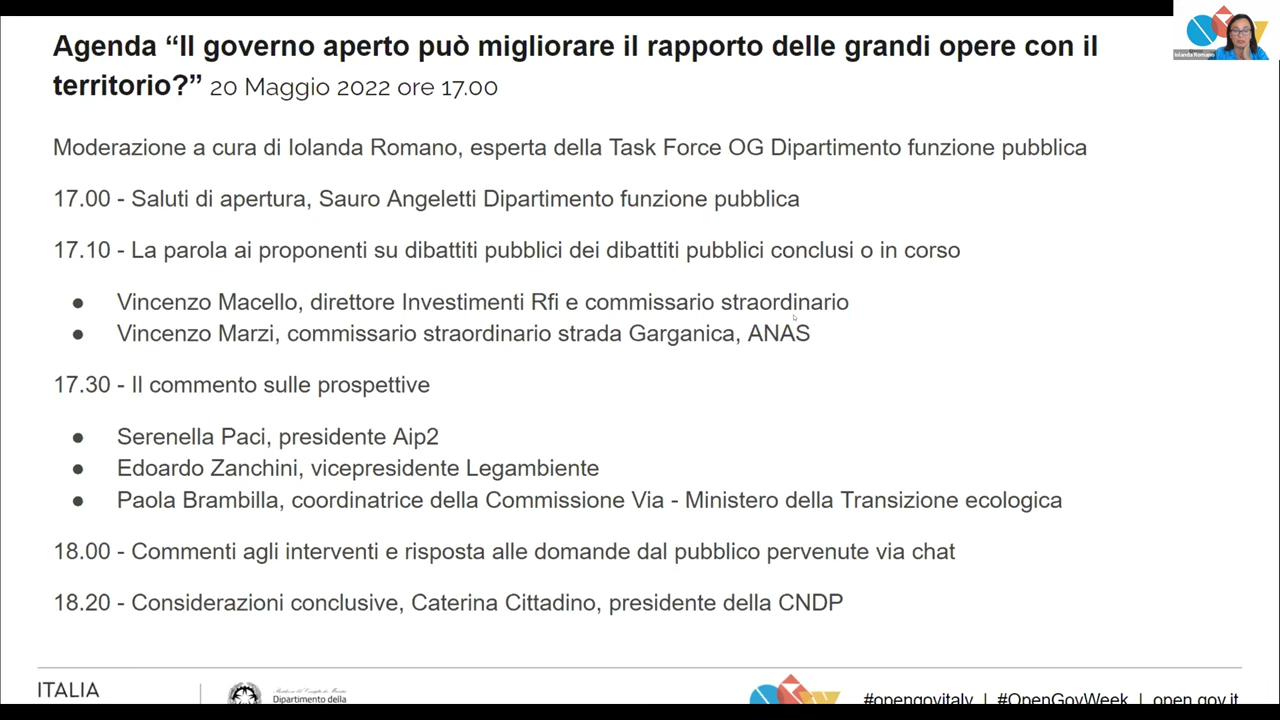 Agenda “Il governo aperto può migliorare il rapporto delle grandi opere con il
territorio?” 20 Maggio 2022 ore 17.00
Iolanda Romano
Moderazione a cura di Iolanda Romano, esperta della Task Force OG Dipartimento funzione pubblica
17.00 - Saluti di apertura, Sauro Angeletti Dipartimento funzione pubblica
17.10 - La parola ai proponenti su dibattiti pubblici dei dibattiti pubblici conclusi o in corso
● Vincenzo Macello, direttore Investimenti Rfi e commissario straordinario
● Vincenzo Marzi, commissario straordinario strada Garganica, ANAS
17.30 - Il commento sulle prospettive
● Serenella Paci, presidente Aip2
● Edoardo Zanchini, vicepresidente Legambiente
● Paola Brambilla, coordinatrice della Commissione Via - Ministero della Transizione ecologica
18.00 - Commenti agli interventi e risposta alle domande dal pubblico pervenute via chat
18.20 - Considerazioni conclusive, Caterina Cittadino, presidente della CNDP
ITALIA
Dipartimento della
#opengovitaly | #OpenGovWeek | open.gov.it